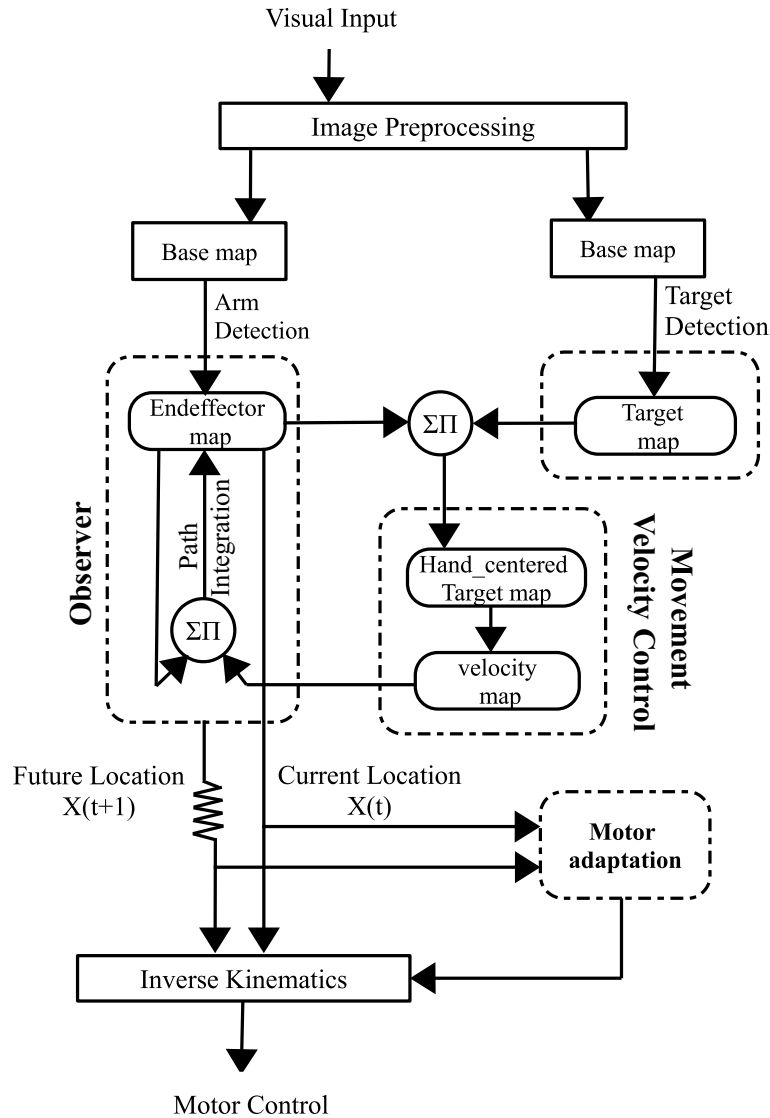 Visual Input
Image Preprocessing
Base map
Base map
Arm
Detection
Target
Detection
Endeffector
map
ΣΠ
Target
map
Observer
Path
Integration
Hand_centered
Target map
Movement
Velocity Control
ΣΠ
velocity
map
Future Location
X(t+1)
Current Location
X(t)
Motor
adaptation
Inverse Kinematics
Motor Control